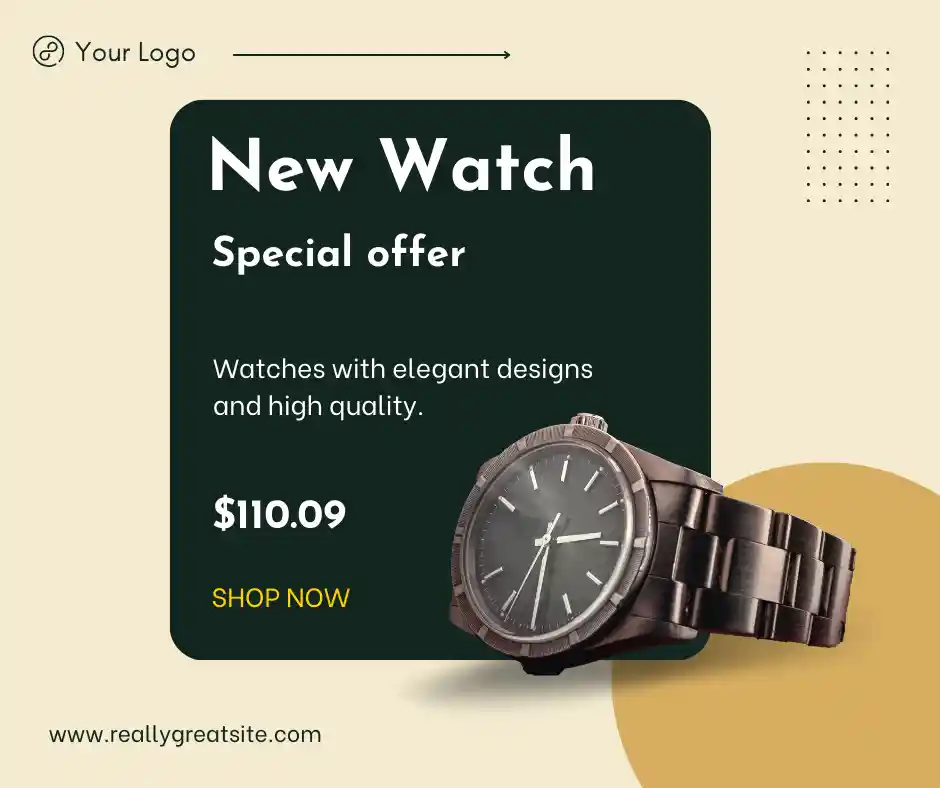 Your Logo
New Watch
Special offer
Watches with elegant designs
and high quality.
$110.09
SHOP NOW
www.reallygreatsite.com